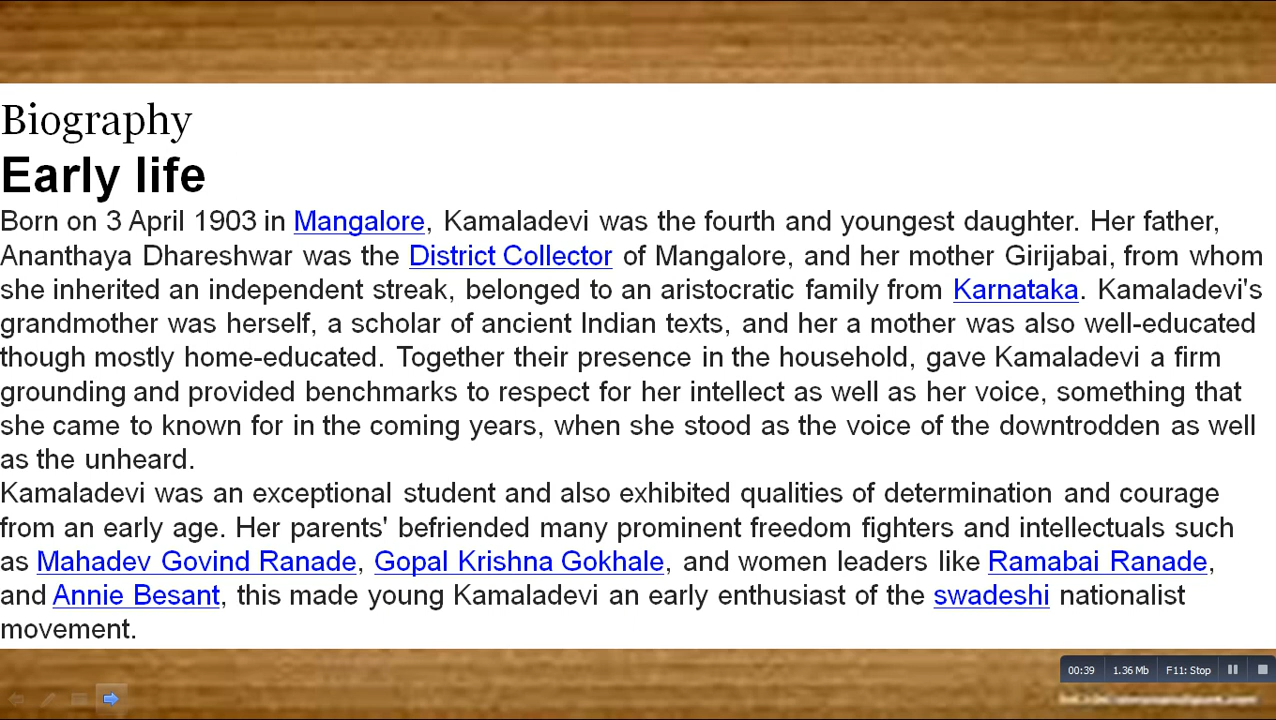 Biography
Early life
Born on 3 April 1903 in Mangalore, Kamaladevi was the fourth and youngest daughter. Her father,
Ananthaya Dhareshwar was the District Collector of Mangalore, and her mother Girijabai, from whom
she inherited an independent streak, belonged to an aristocratic family from Karnataka. Kamaladevi's
grandmother was herself, a scholar of ancient Indian texts, and her a mother was also well-educated
though mostly home-educated. Together their presence in the household, gave Kamaladevi a firm
grounding and provided benchmarks to respect for her intellect as well as her voice, something that
she came to known for in the coming years, when she stood as the voice of the downtrodden as well
as the unheard.
Kamaladevi was an exceptional student and also exhibited qualities of determination and courage
from an early age. Her parents' befriended many prominent freedom fighters and intellectuals such
as Mahadev Govind Ranade, Gopal Krishna Gokhale, and women leaders like Ramabai Ranade,
and Annie Besant, this made young Kamaladevi an early enthusiast of the swadeshi nationalist
movement.
00:39 1.36 Mb F11: Stop